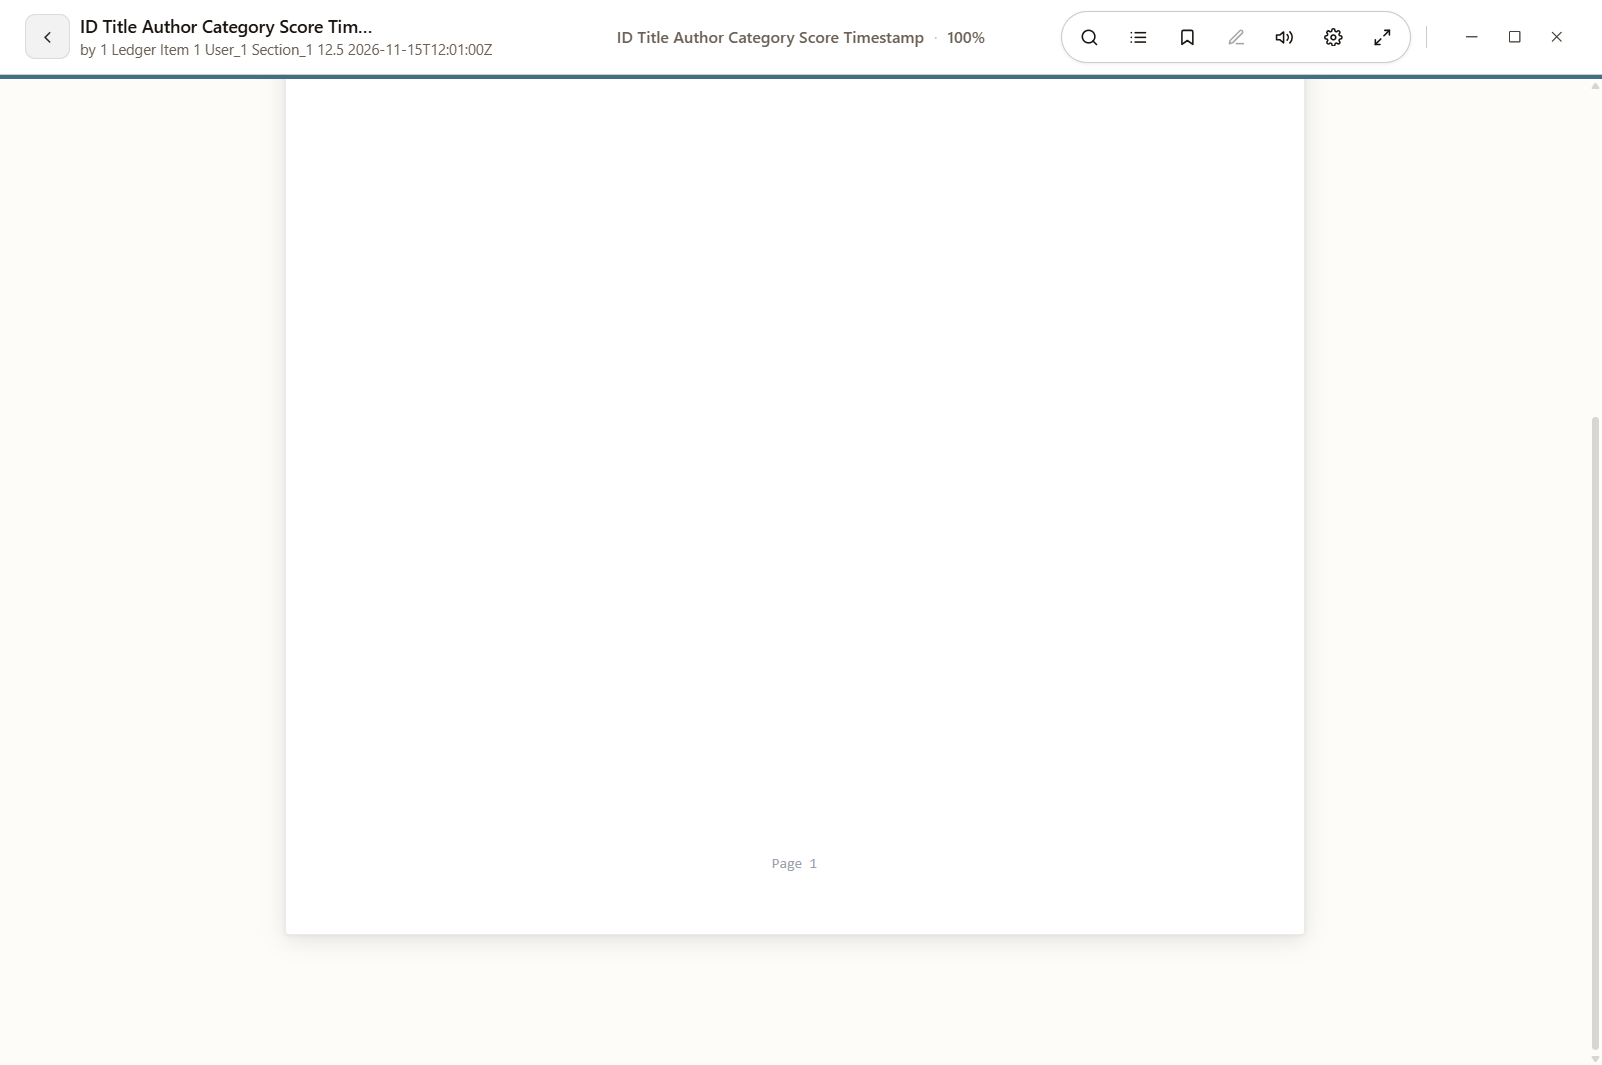 ID Title Author Category Score Tim...
by 1 Ledger Item 1 User_1 Section_1 12.5 2026-11-15T12:01:00Z
ID Title Author Category Score Timestamp · 100%
Page 1